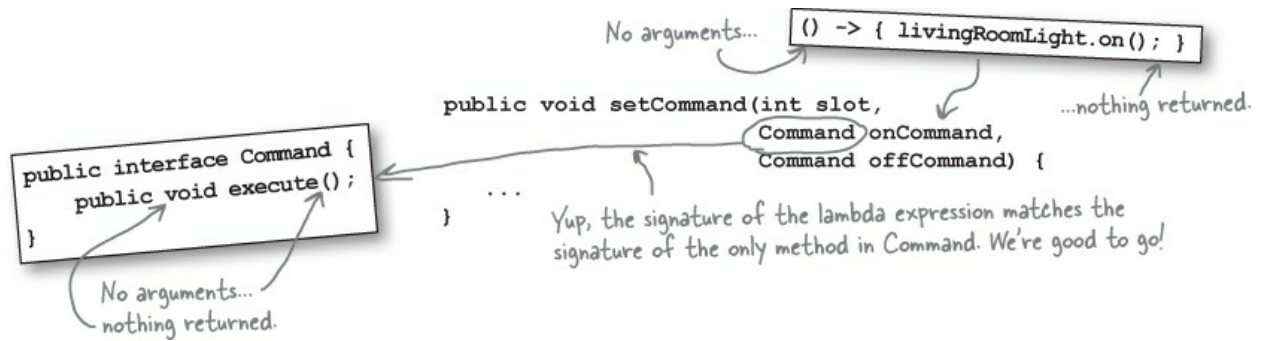 No arguments...
() -> { livingRoomLight.on(); }
...nothing returned.
public void setCommand(int slot,
Command onCommand,
Command offCommand) {
...
}
public interface Command {
public void execute();
}
Yup, the signature of the lambda expression matches the
signature of the only method in Command. We're good to go!
No arguments...
nothing returned.